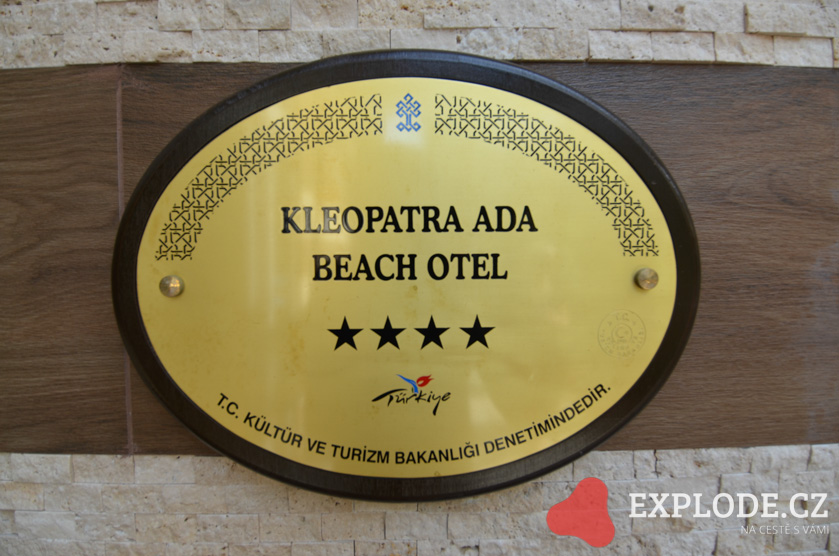 KLEOPATRA ADA
BEACH OTEL
Türkiye
T.C. KÜLTÜR VE TURİZM BAKANLIĞI DENETİMİNDEDİR.
EXPLODE.CZ
NA CESTĚ S VÁMI